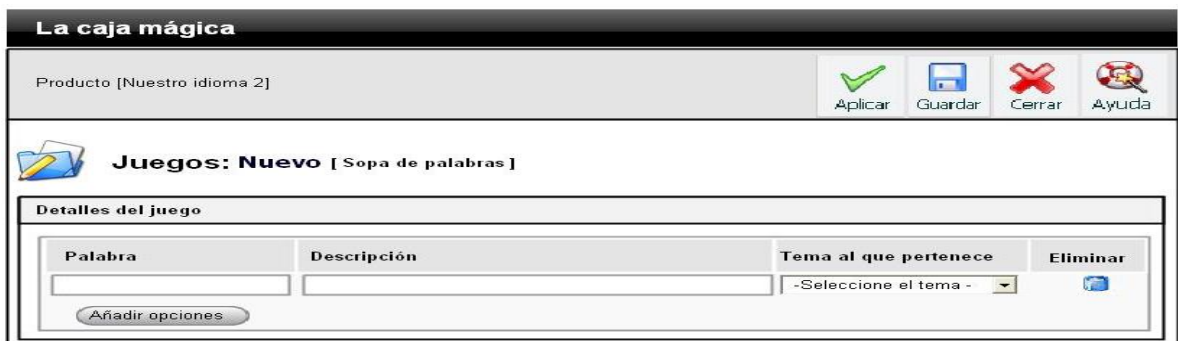 La caja mágica
Producto [Nuestro idioma 2]
Aplicar Guardar Cerrar Ayuda
Juegos: Nuevo [ Sopa de palabras ]
Detalles del juego
Palabra Descripción Tema al que pertenece Eliminar
-Seleccione el tema -
Añadir opciones